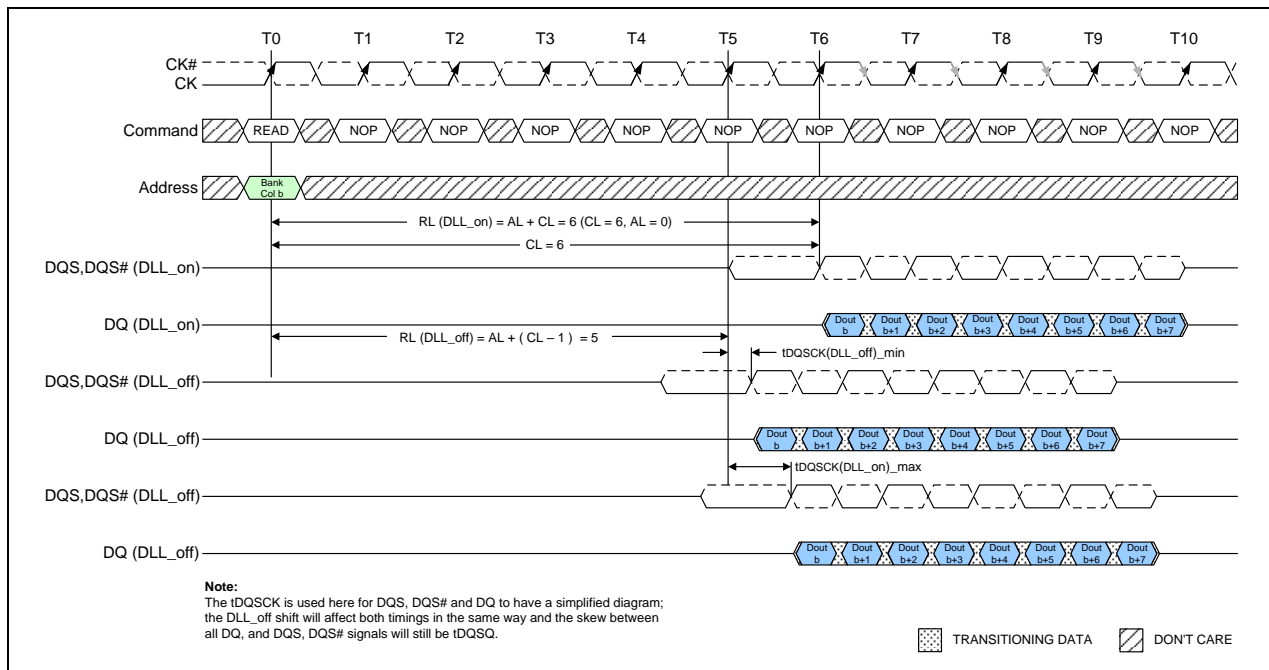 T0 T1 T2 T3 T4 T5 T6 T7 T8 T9 T10
CK#
CK
Command READ NOP NOP NOP NOP NOP NOP NOP NOP NOP NOP
Address Bank
Col b
RL (DLL_on) = AL + CL = 6 (CL = 6, AL = 0)
CL = 6
DQS,DQS# (DLL_on)
DQ (DLL_on) Dout b Dout b+1 Dout b+2 Dout b+3 Dout b+4 Dout b+5 Dout b+6 Dout b+7
RL (DLL_off) = AL + ( CL – 1 ) = 5
tDQSCK(DLL_off)_min
DQS,DQS# (DLL_off)
DQ (DLL_off) Dout b Dout b+1 Dout b+2 Dout b+3 Dout b+4 Dout b+5 Dout b+6 Dout b+7
tDQSCK(DLL_on)_max
DQS,DQS# (DLL_off)
DQ (DLL_off) Dout b Dout b+1 Dout b+2 Dout b+3 Dout b+4 Dout b+5 Dout b+6 Dout b+7
Note:
The tDQSCK is used here for DQS, DQS# and DQ to have a simplified diagram;
the DLL_off shift will affect both timings in the same way and the skew between
all DQ, and DQS, DQS# signals will still be tDQSQ.
TRANSITIONING DATA DON'T CARE